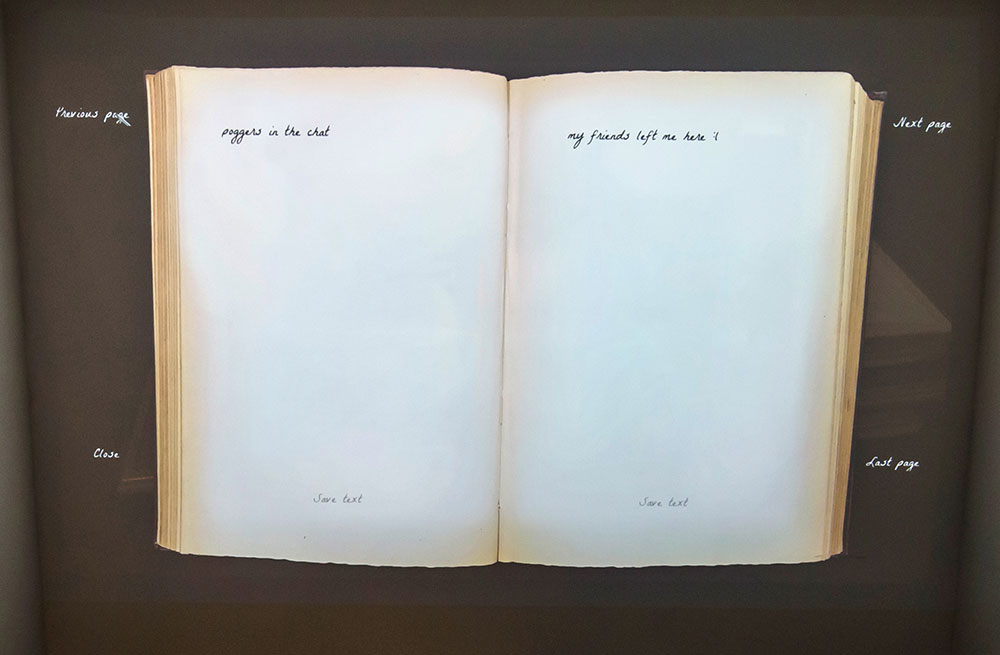 Previous page
Next page
poggers in the chat
my friends left me here :(
Close
Last page
Save text
Save text